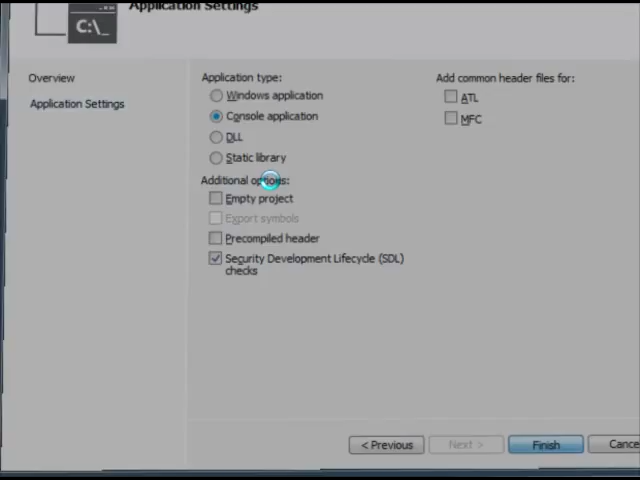 Application Settings
C:\_
Overview
Application Settings
Application type:
Windows application
Console application
DLL
Static library
Additional options:
Empty project
Export symbols
Precompiled header
Security Development Lifecycle (SDL)
checks
Add common header files for:
ATL
MFC
< Previous
Next >
Finish
Cance